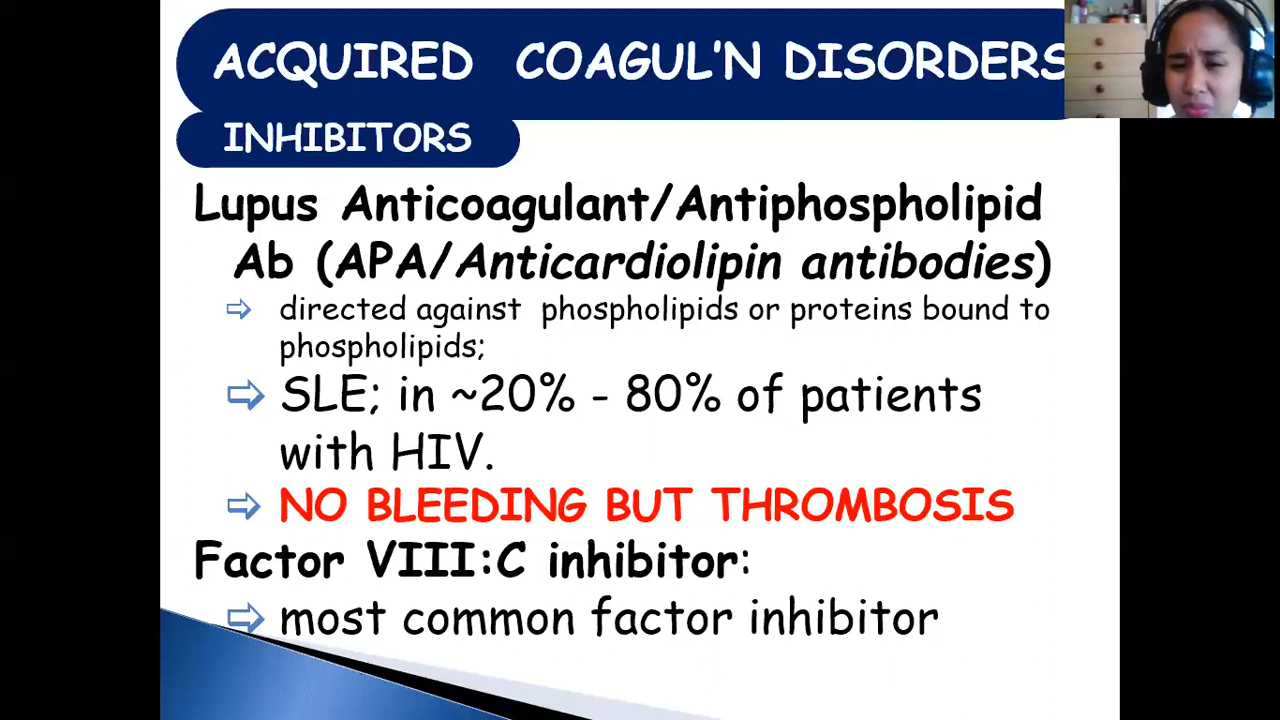 ACQUIRED COAGUL'N DISORDERS
INHIBITORS
Lupus Anticoagulant/Antiphospholipid
Ab (APA/Anticardiolipin antibodies)
⇨ directed against phospholipids or proteins bound to
phospholipids;
⇨ SLE; in ~20% - 80% of patients
with HIV.
⇨ NO BLEEDING BUT THROMBOSIS
Factor VIII:C inhibitor:
⇨ most common factor inhibitor